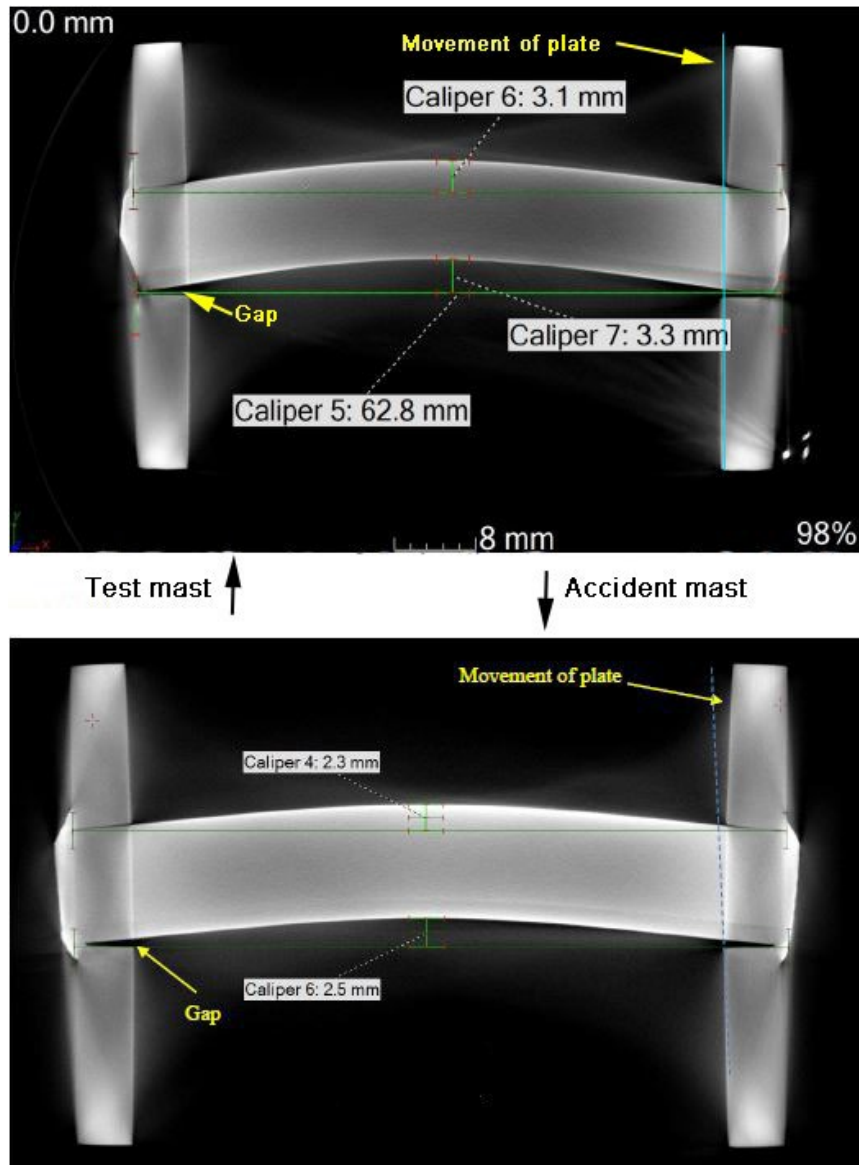 0.0 mm
Movement of plate
Caliper 6: 3.1 mm
Gap
Caliper 7: 3.3 mm
Caliper 5: 62.8 mm
8 mm
98%
Test mast
Accident mast
Movement of plate
Caliper 4: 2.3 mm
Caliper 6: 2.5 mm
Gap